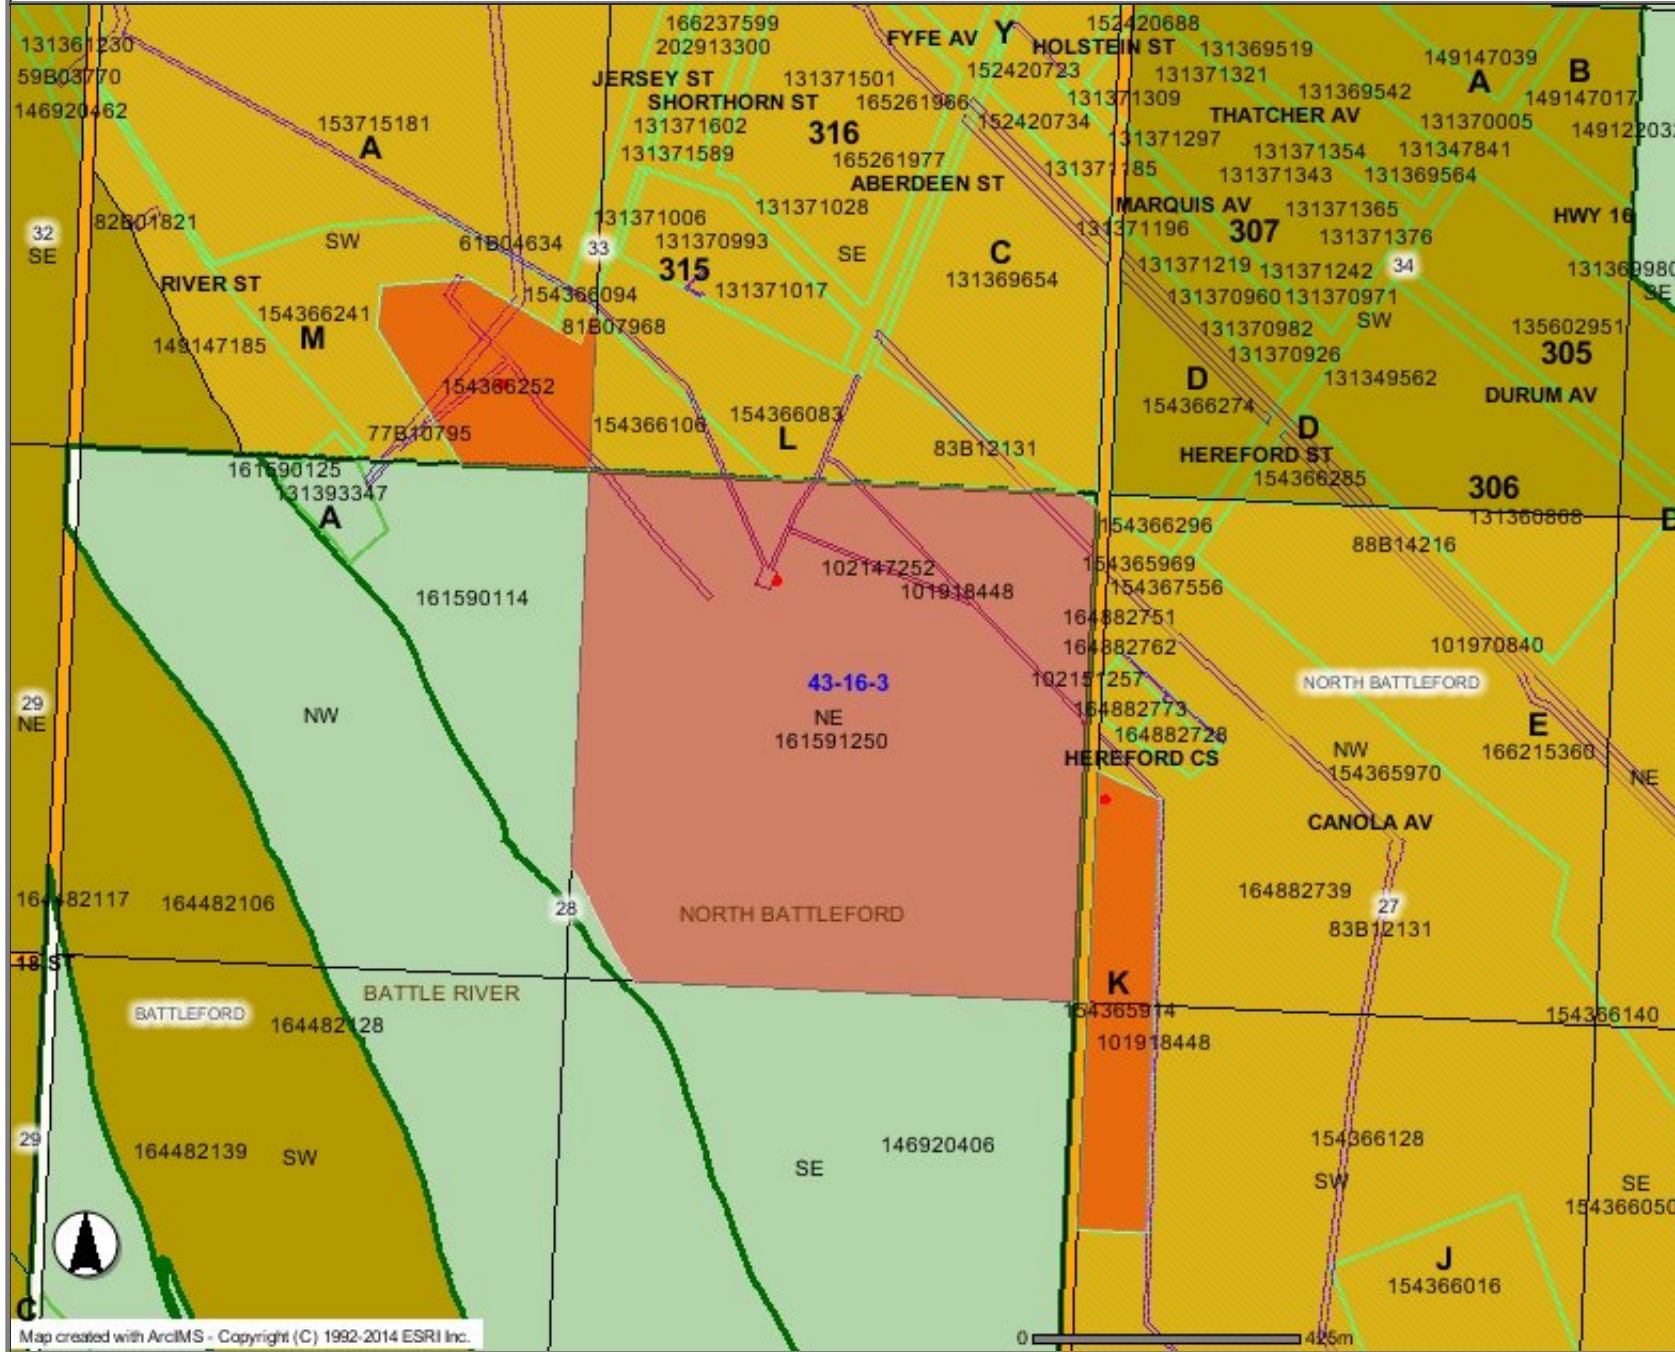 166237599
202913300
FYFE AV
Y
152420688
HOLSTEIN ST
131369519
131361230
59B03770
146920462
JERSEY ST
131371501
152420723
131371321
149147039
A
B
SHORTHORN ST
165261966
131371309
131369542
149147017
153715181
A
131371602
316
152420734
THATCHER AV
131370005
131371589
165261977
131371297
131371354
131347841
ABERDEEN ST
131371185
131371343
131369564
82B01821
131371006
131371028
MARQUIS AV
131371365
HWY 16
32
SE
SW
61B04634
33
131370993
SE
C
131371196
307
131371376
315
131369654
131371219
131371242
34
RIVER ST
154366094
131371017
131370960
131370971
SE
154366241
M
81B07968
131370982
SW
135602951
149147185
131370926
305
154366252
D
131349562
DURUM AV
154366274
77B10795
154366106
154366083
L
83B12131
D
HEREFORD ST
154366285
161590125
131393347
306
131360868
A
154366296
88B14216
102147252
154365969
161590114
101918448
154367556
164882751
164882762
101970840
43-16-3
102151257
NORTH BATTLEFORD
29
NE
NW
NE
164882773
E
161591250
164882728
NW
166215360
HEREFORD CS
154365970
NE
CANOLA AV
164482117
164482106
28
NORTH BATTLEFORD
164882739
27
83B12131
18 ST
K
BATTLE RIVER
BATTLEFORD
164482128
154365914
154366140
101918448
29
164482139
SW
146920406
SE
154366128
SW
SE
154366050
J
154366016
C
Map created with ArcIMS - Copyright (C) 1992-2014 ESRI Inc.
0
425m